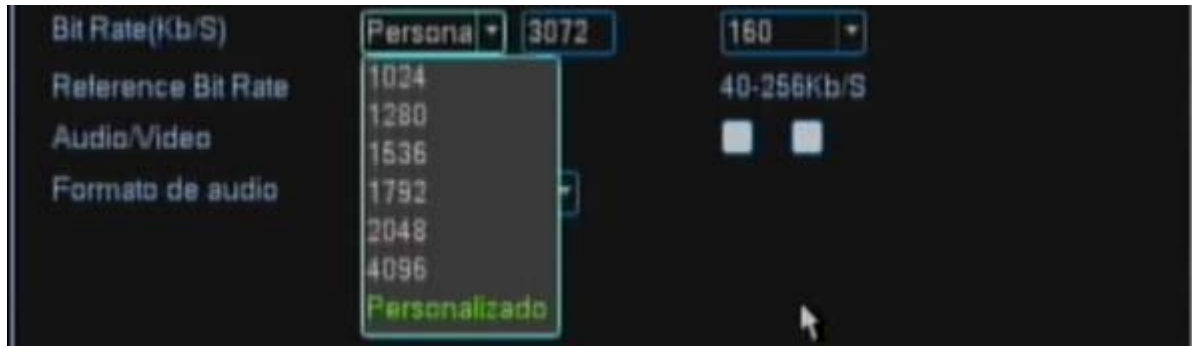 Bit Rate(Kb/S) Persona 3072 160
Reference Bit Rate 40-256Kb/S
Audio/Video
Formato de audio
1024
1280
1536
1792
2048
4096
Personalizado